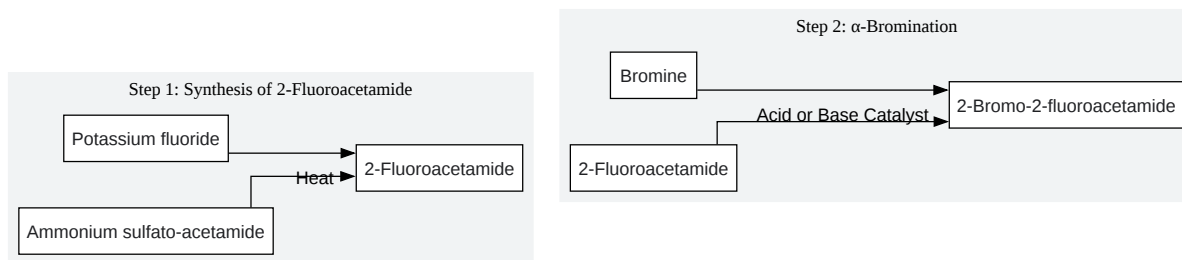 Step 1: Synthesis of 2-Fluoroacetamide
Potassium fluoride
Heat
2-Fluoroacetamide
Ammonium sulfato-acetamide
Step 2: α-Bromination
Bromine
Acid or Base Catalyst
2-Bromo-2-fluoroacetamide
2-Fluoroacetamide